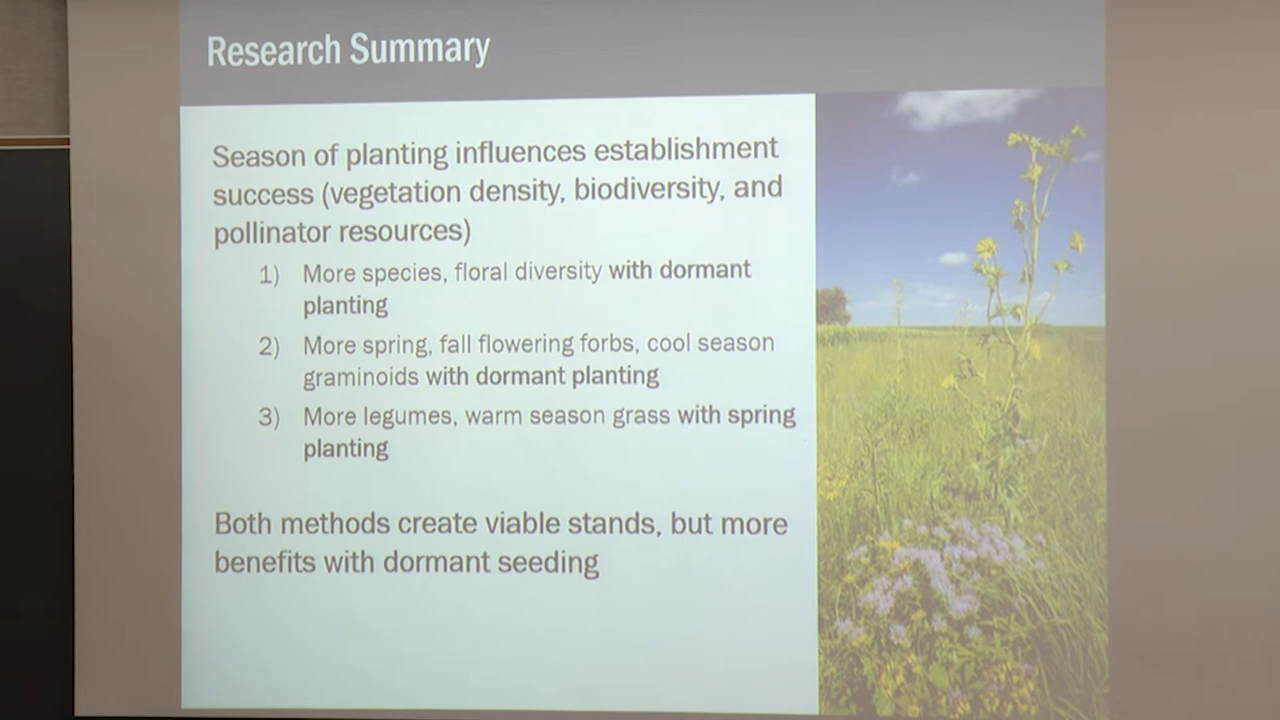 Research Summary
Season of planting influences establishment
success (vegetation density, biodiversity, and
pollinator resources)
1) More species, floral diversity with dormant
planting
2) More spring, fall flowering forbs, cool season
graminoids with dormant planting
3) More legumes, warm season grass with spring
planting
Both methods create viable stands, but more
benefits with dormant seeding